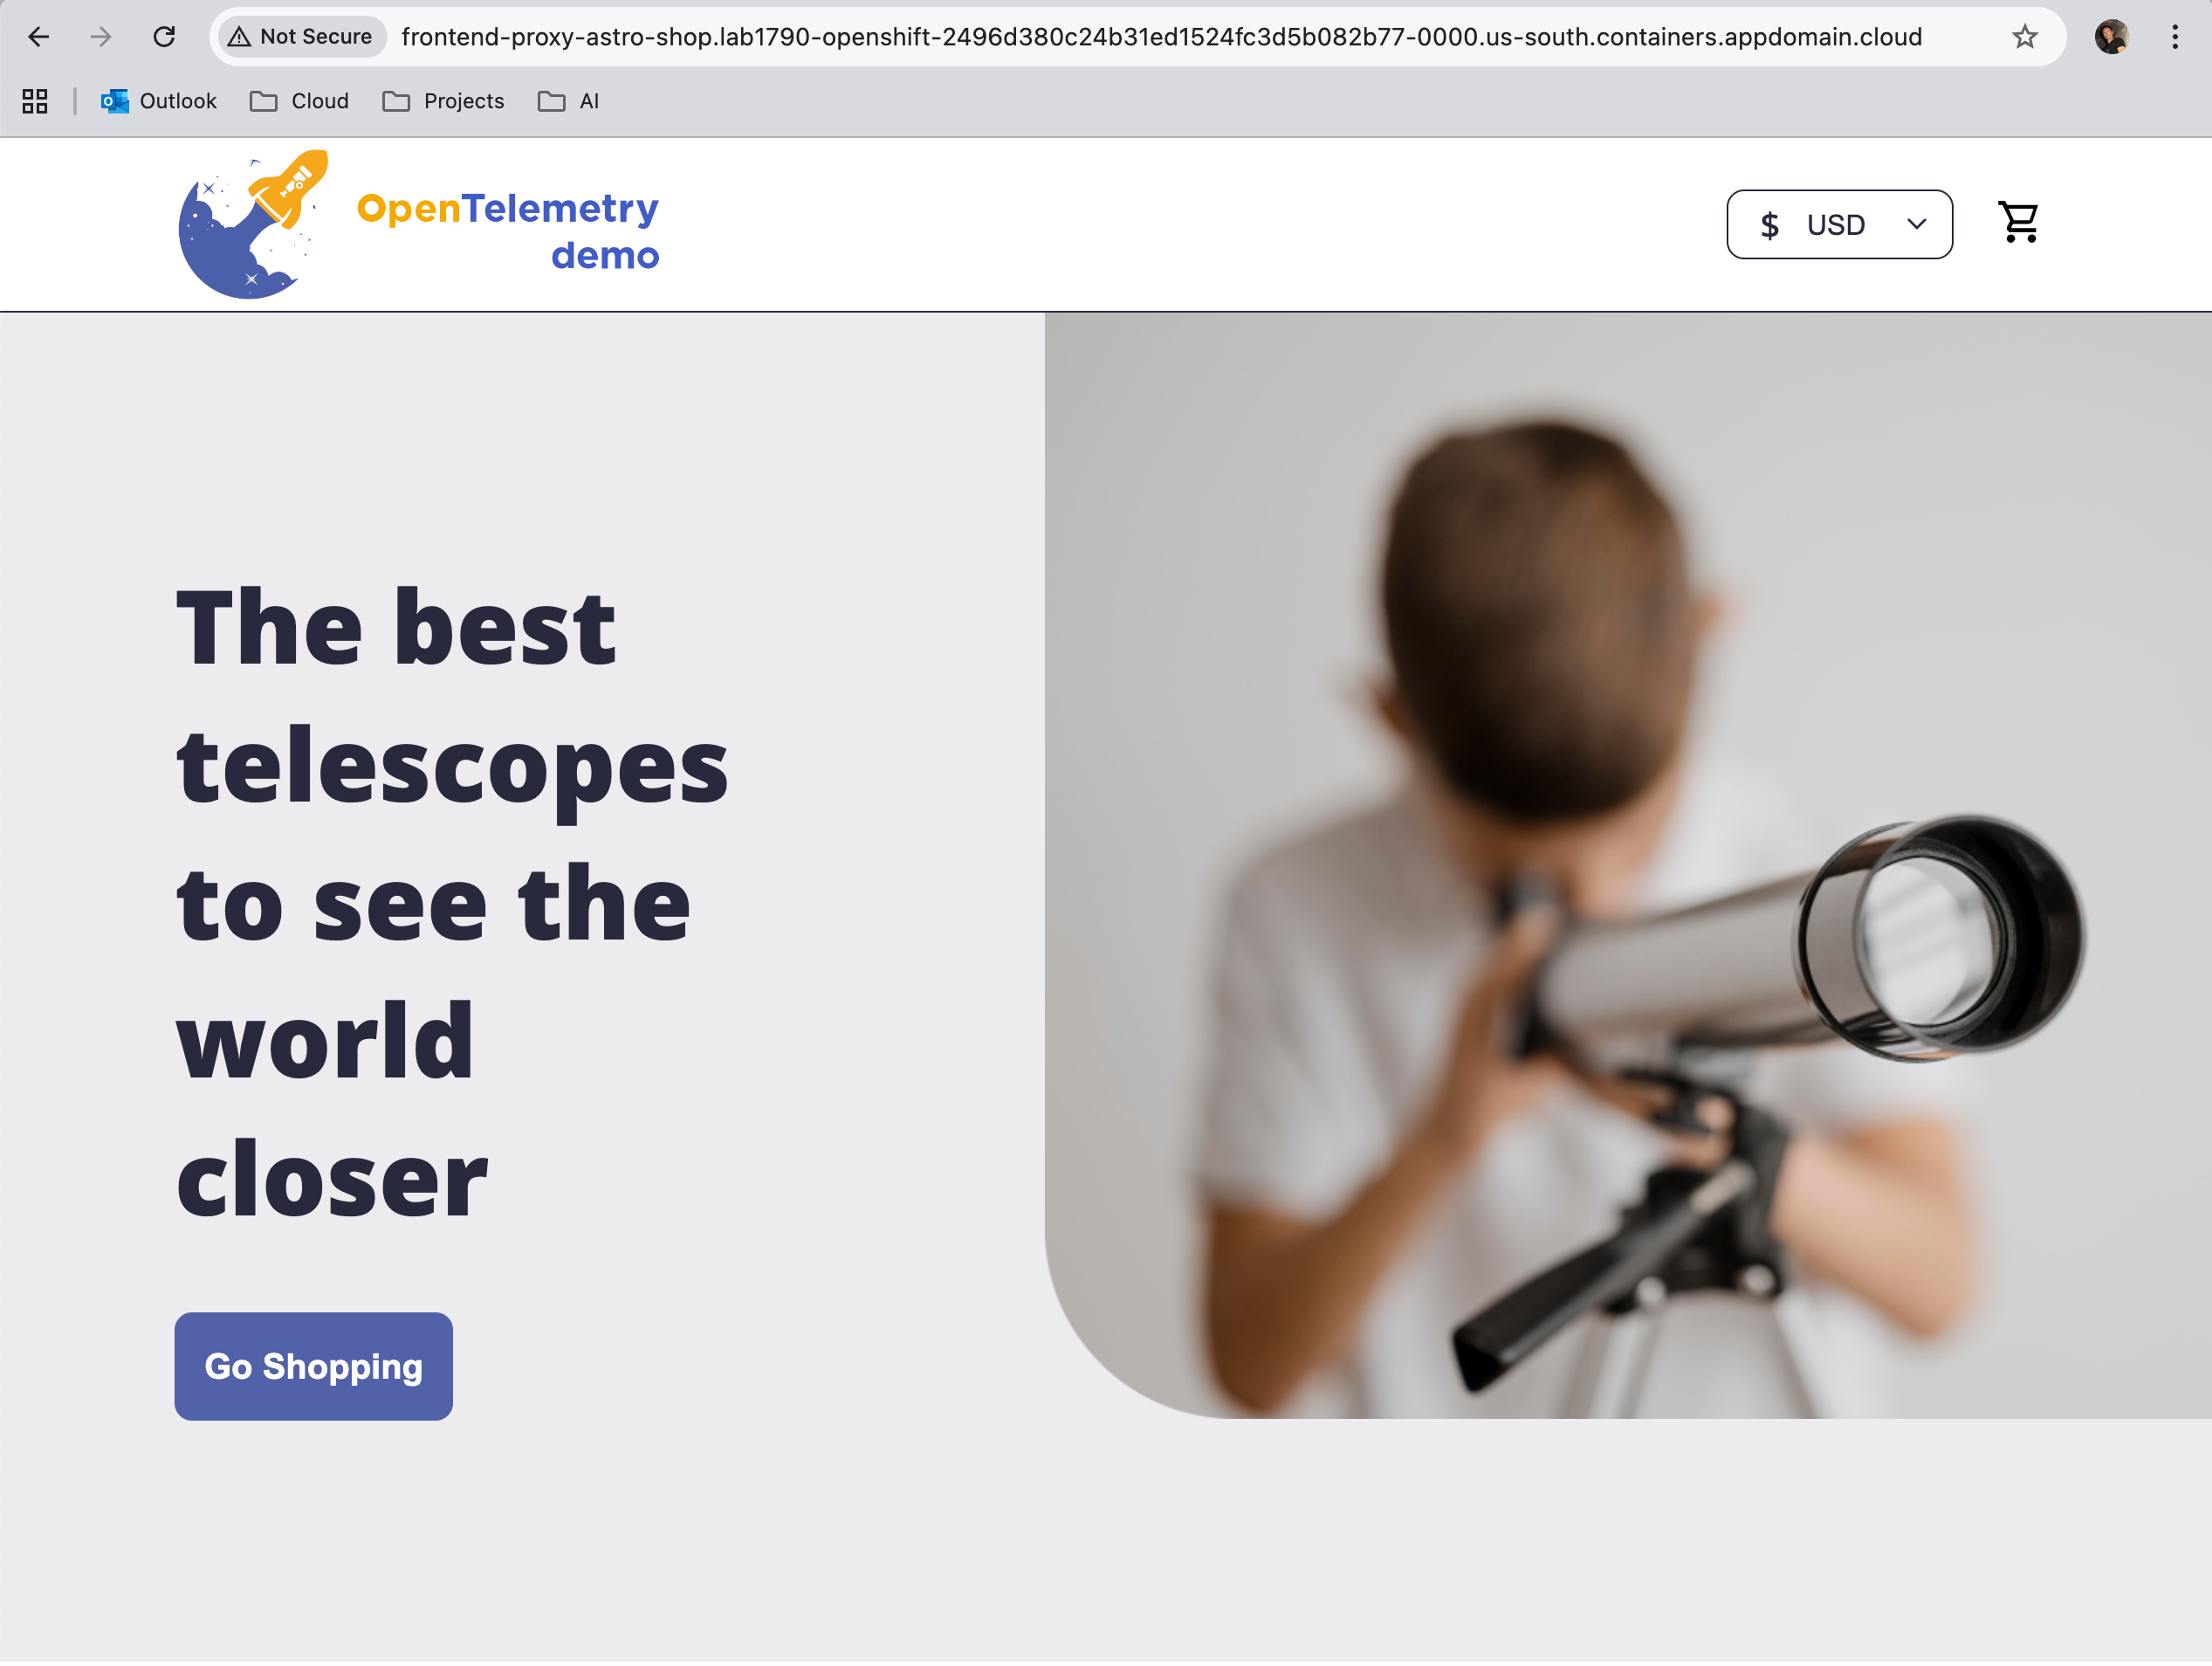 Not Secure
frontend-proxy-astro-shop.lab1790-openshift-2496d380c24b31ed1524fc3d5b082b77-0000.us-south.containers.appdomain.cloud
Outlook
Cloud
Projects
AI
OpenTelemetry
demo
$ USD
The best
telescopes
to see the
world
closer
Go Shopping